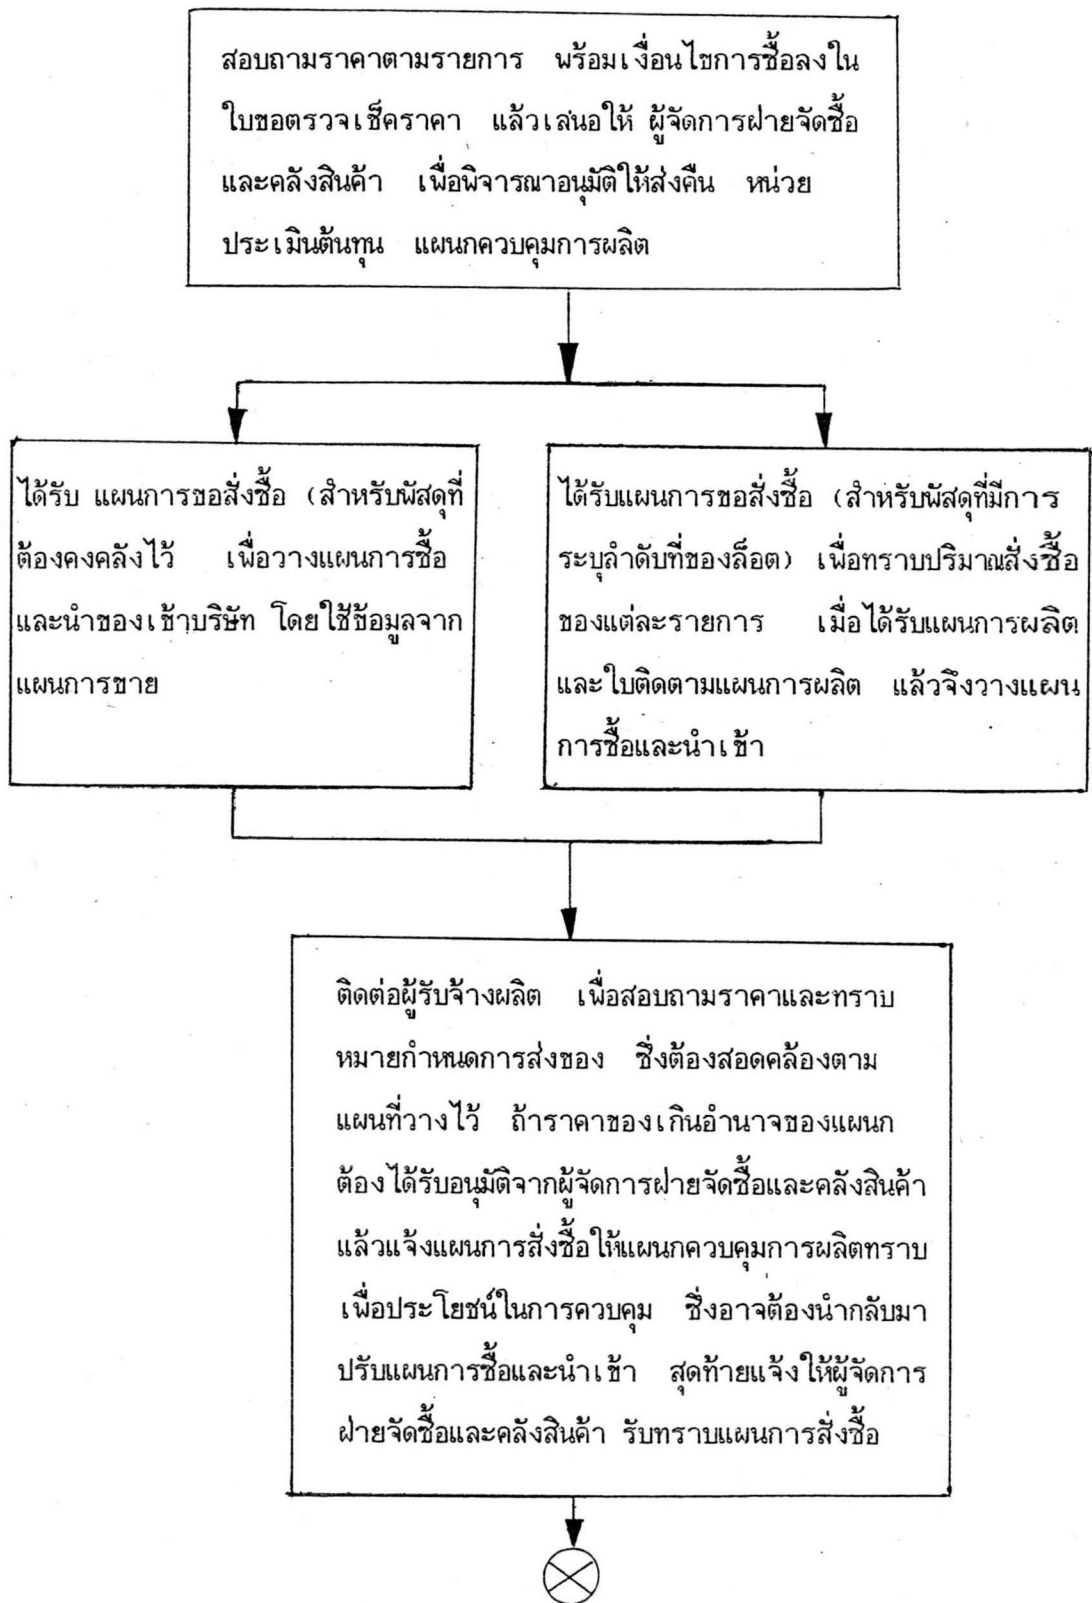 สอบถามราคาตามรายการ พร้อมเงื่อนไขการซื้อลงใน
ใบขอตรวจเช็คราคา แล้วเสนอให้ ผู้จัดการฝ่ายจัดซื้อ
และคลังสินค้า เพื่อพิจารณาอนุมัติให้ส่งคืน หน่วย
ประเมินต้นทุน แผนกควบคุมการผลิต
ได้รับ แผนการขอสั่งซื้อ (สำหรับพัสดุที่
ต้องคงคลังไว้ เพื่อวางแผนการซื้อ
และนำของเข้าบริษัท โดยใช้ข้อมูลจาก
แผนการขาย
ได้รับแผนการขอสั่งซื้อ (สำหรับพัสดุที่มีการ
ระบุลำดับที่ของล็อต) เพื่อทราบปริมาณสั่งซื้อ
ของแต่ละรายการ เมื่อได้รับแผนการผลิต
และใบติดตามแผนการผลิต แล้วจึงวางแผน
การซื้อและนำเข้า
ติดต่อผู้รับจ้างผลิต เพื่อสอบถามราคาและทราบ
หมายกำหนดการส่งของ ซึ่งต้องสอดคล้องตาม
แผนที่วางไว้ ถ้าราคาของเกินอำนาจของแผนก
ต้องได้รับอนุมัติจากผู้จัดการฝ่ายจัดซื้อและคลังสินค้า
แล้วแจ้งแผนการสั่งซื้อให้แผนกควบคุมการผลิตทราบ
เพื่อประโยชน์ในการควบคุม ซึ่งอาจต้องนำกลับมา
ปรับแผนการซื้อและนำเข้า สุดท้ายแจ้งให้ผู้จัดการ
ฝ่ายจัดซื้อและคลังสินค้า รับทราบแผนการสั่งซื้อ